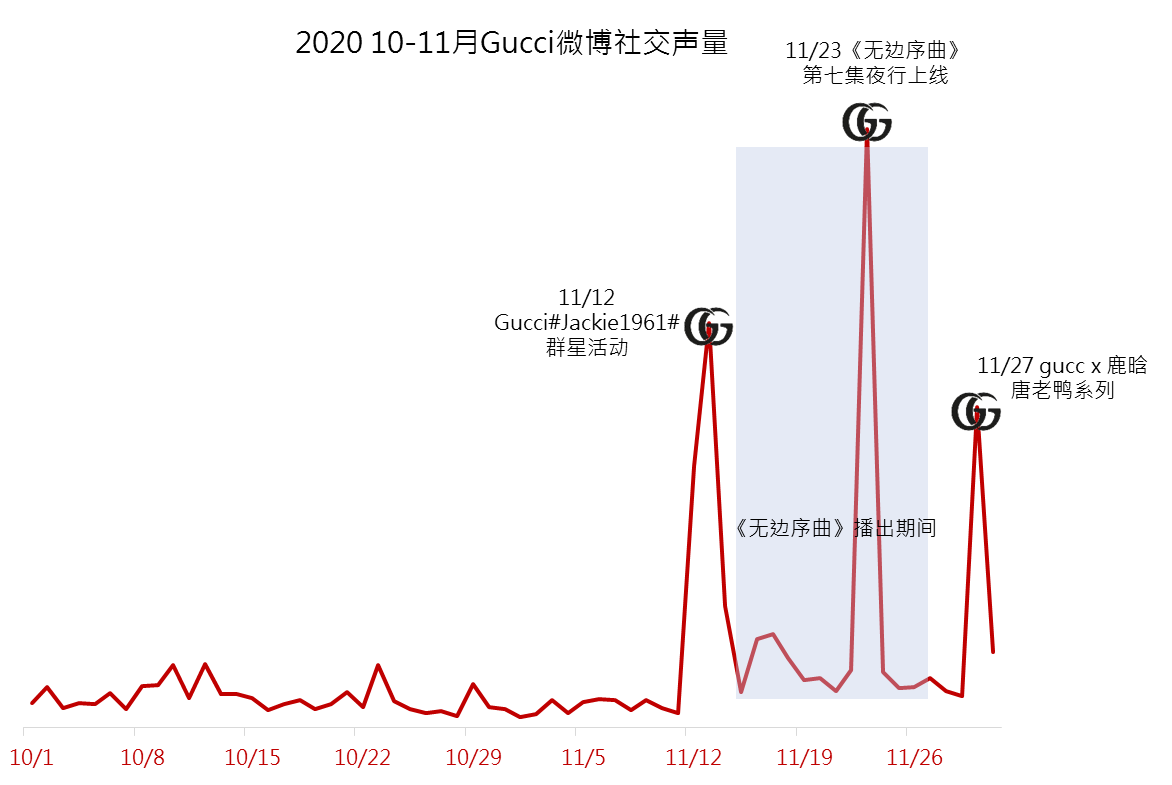 2020 10-11月Gucci微博社交声量
11/23《无边序曲》
第七集夜行上线
11/12
Gucci#Jackie1961#
群星活动
11/27 gucc x 鹿晗
唐老鸭系列
《无边序曲》播出期间
10/1
10/8
10/15
10/22
10/29
11/5
11/12
11/19
11/26